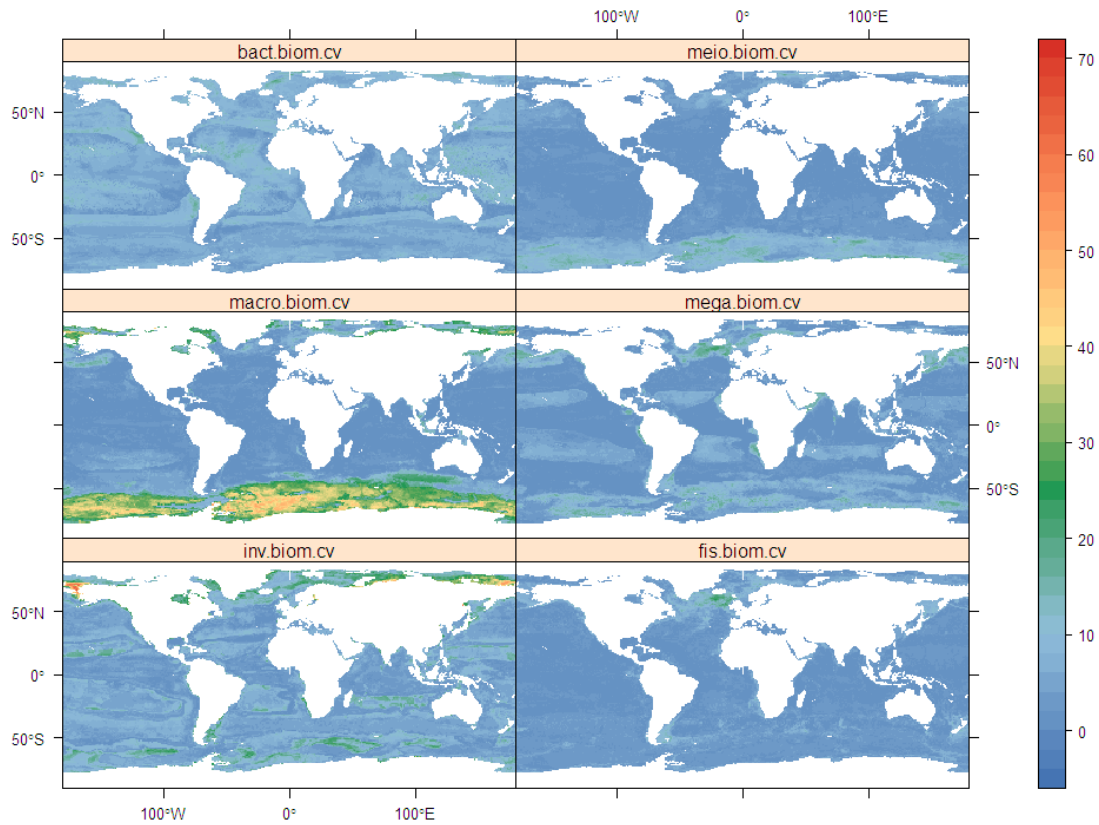 100°W 0° 100°E
bact.biom.cv meio.biom.cv
50°N
0°
50°S
macro.biom.cv mega.biom.cv
50°N
0°
50°S
inv.biom.cv fis.biom.cv
50°N
0°
50°S
100°W 0° 100°E
70
60
50
40
30
20
10
0